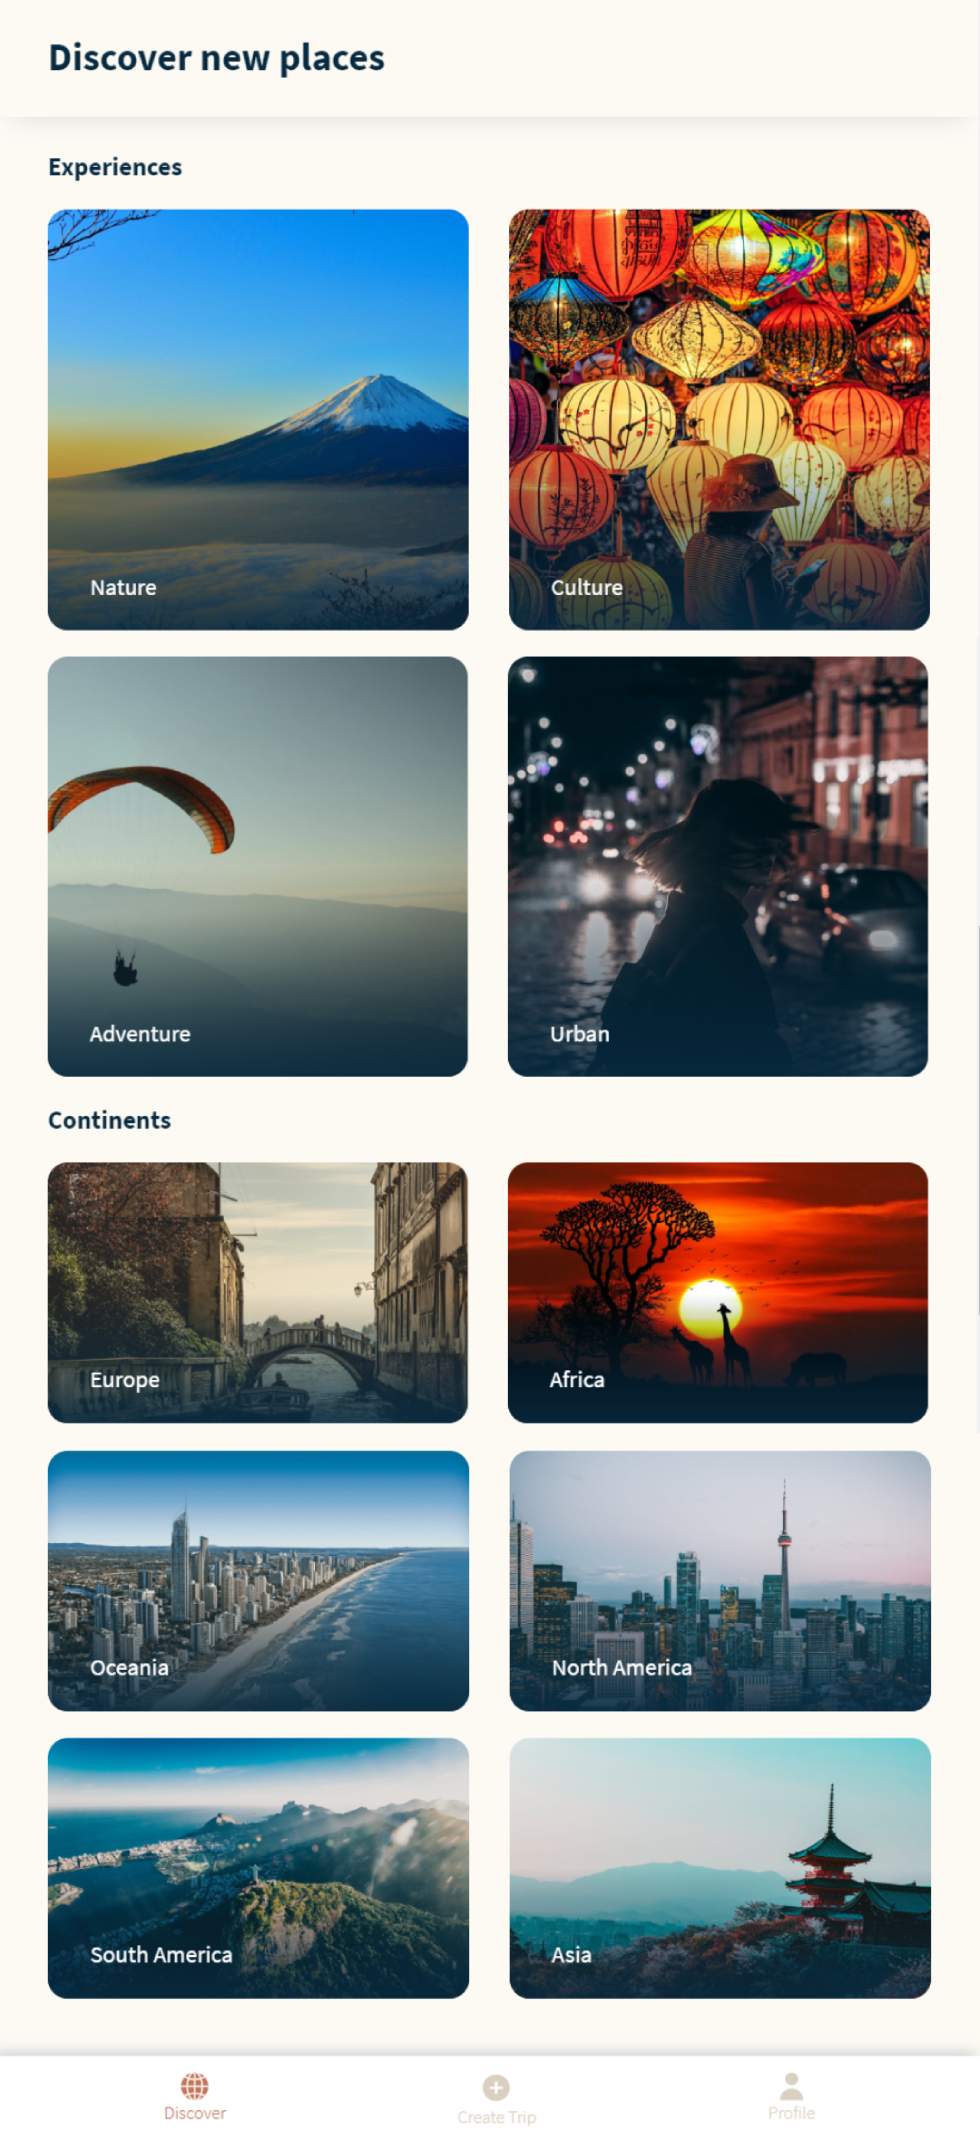 Discover new places
Experiences
Nature
Culture
Adventure
Urban
Continents
Europe
Africa
Oceania
North America
South America
Asia
Discover
Create Trip
Profile